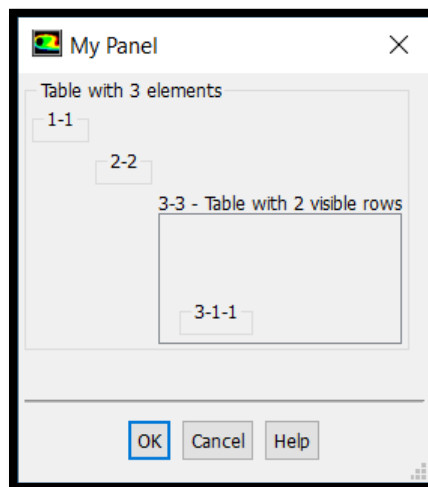 My Panel
Table with 3 elements
1-1
2-2
3-3 - Table with 2 visible rows
3-1-1
OK Cancel Help